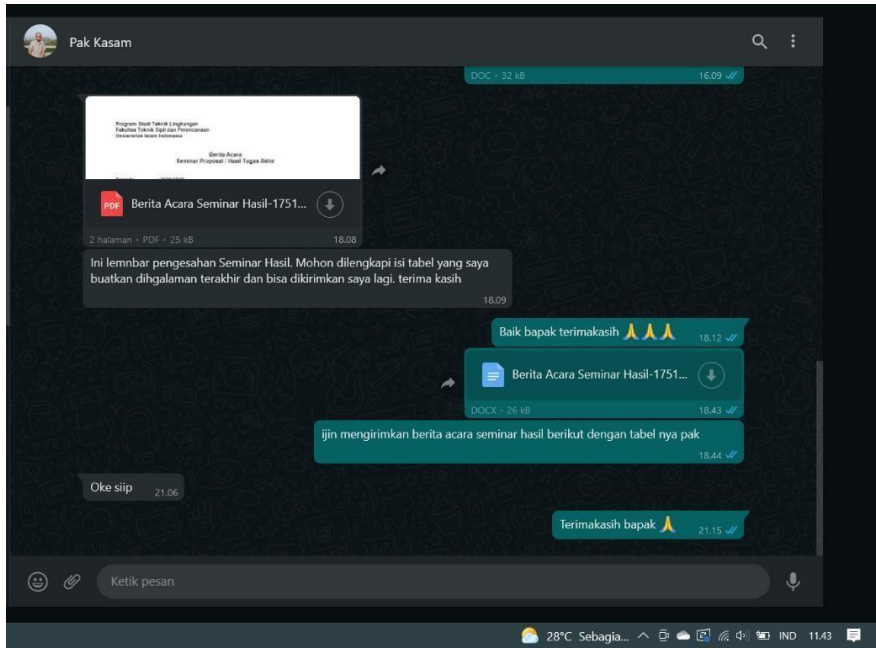 Pak Kasam
DOC • 32 kB 16.09
Program Studi Teknik Lingkungan
Fakultas Teknik Sipil dan Perencanaan
Universitas Islam Indonesia
Berita Acara
Seminar Proposal / Hasil Tugas Akhir
PDF Berita Acara Seminar Hasil-1751...
2 halaman • PDF • 25 kB 18.08
Ini lemnbar pengesahan Seminar Hasil. Mohon dilengkapi isi tabel yang saya
buatkan dihgalaman terakhir dan bisa dikirimkan saya lagi. terima kasih
18.09
Baik bapak terimakasih 🙏🙏🙏 18.12
Berita Acara Seminar Hasil-1751...
DOCX • 26 kB 18.43
ijin mengirimkan berita acara seminar hasil berikut dengan tabel nya pak
18.44
Oke siip 21.06
Terimakasih bapak 🙏 21.15
Ketik pesan
28°C Sebagia... IND 11.43